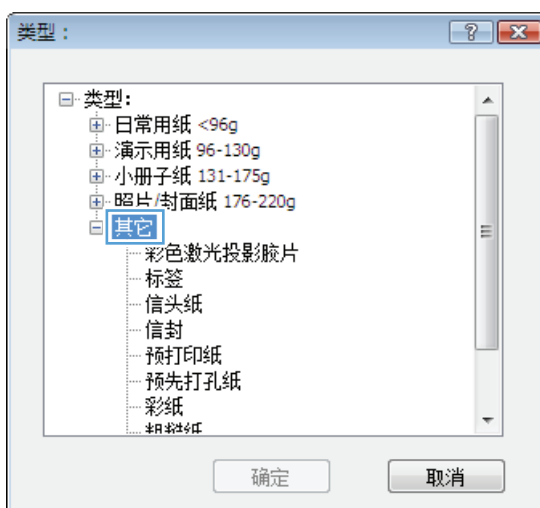 类型：
类型:
日常用纸 <96g
演示用纸 96-130g
小册子纸 131-175g
照片/封面纸 176-220g
其它
彩色激光投影胶片
标签
信头纸
信封
预打印纸
预先打孔纸
彩纸
粗糙纸
确定 取消